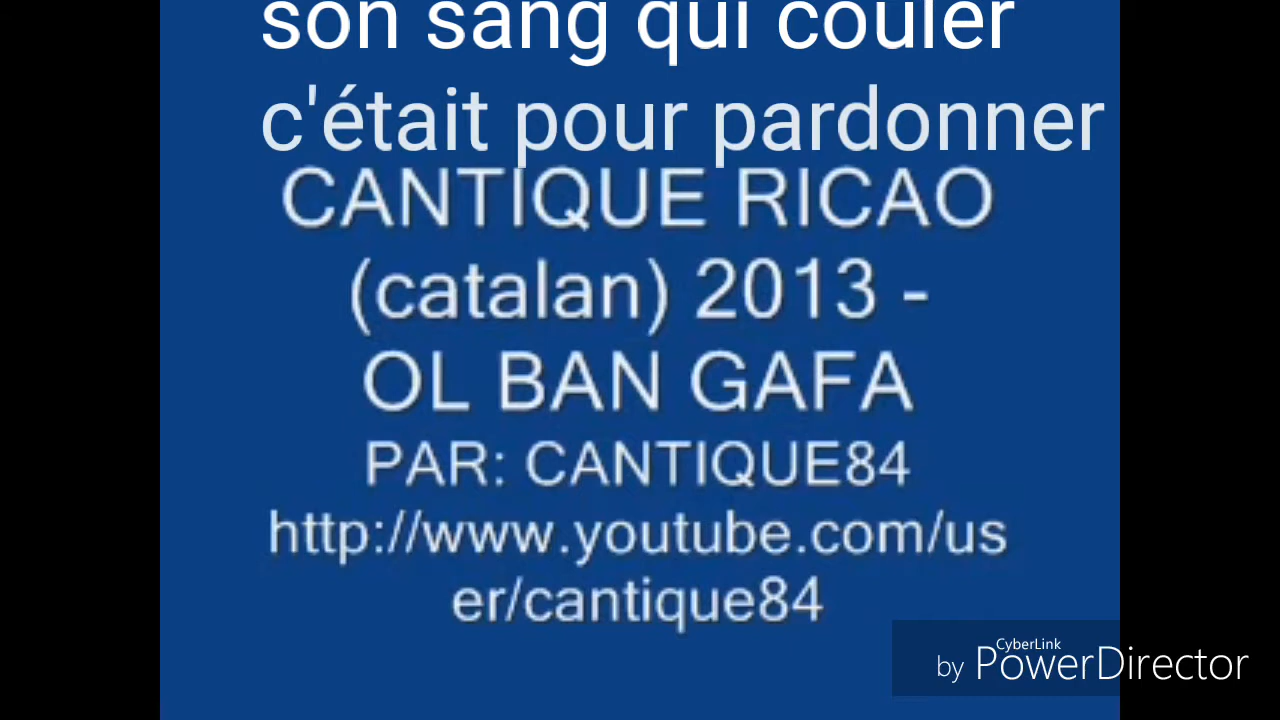 son sang qui couler
c'était pour pardonner
CANTIQUE RICAO
(catalan) 2013 -
OL BAN GAFA
PAR: CANTIQUE84
http://www.youtube.com/us
er/cantique84
CyberLink
by PowerDirector